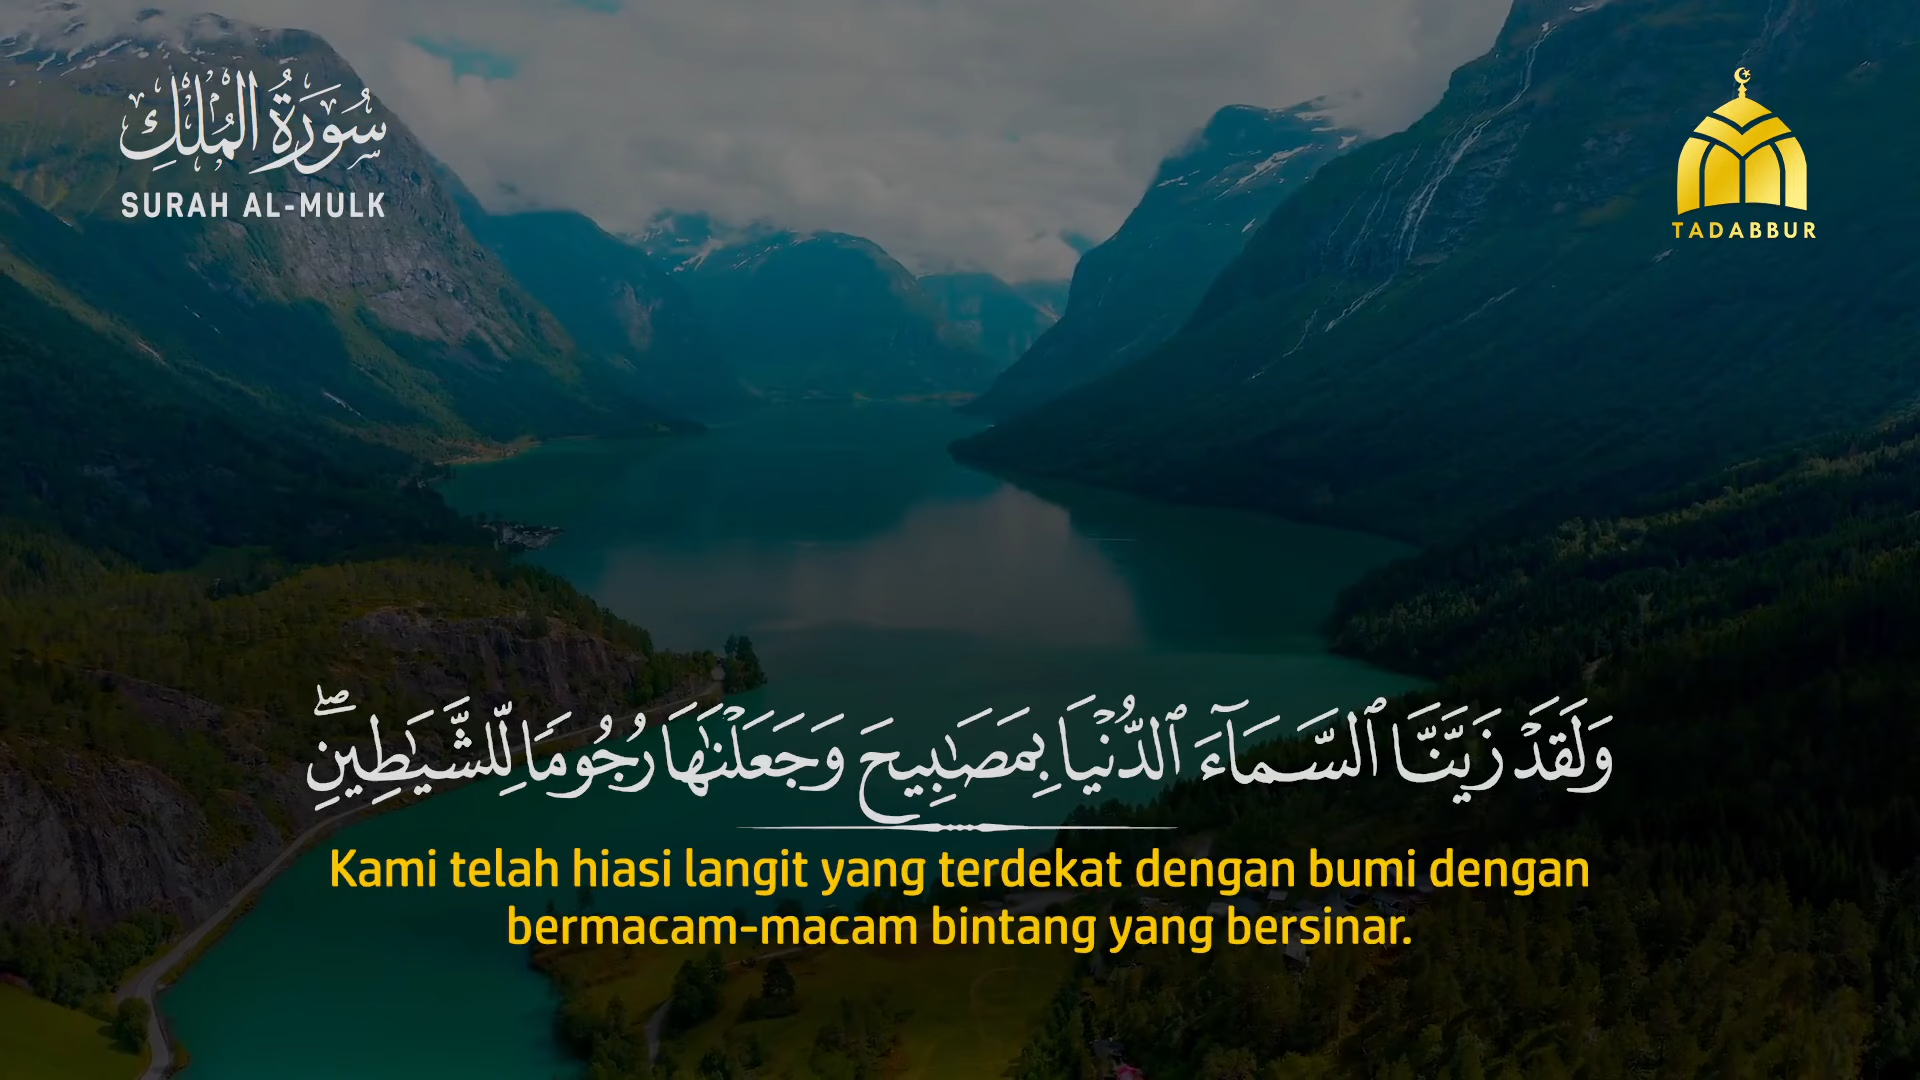 سُورَةُ الْمُلْكِ
SURAH AL-MULK
TADABBUR
وَلَقَدْ زَيَّنَّا ٱلسَّمَآءَ ٱلدُّنْيَا بِمَصَـٰبِيحَ وَجَعَلْنَـٰهَا رُجُومًا لِّلشَّيَـٰطِينِ ۖ
Kami telah hiasi langit yang terdekat dengan bumi dengan
bermacam-macam bintang yang bersinar.